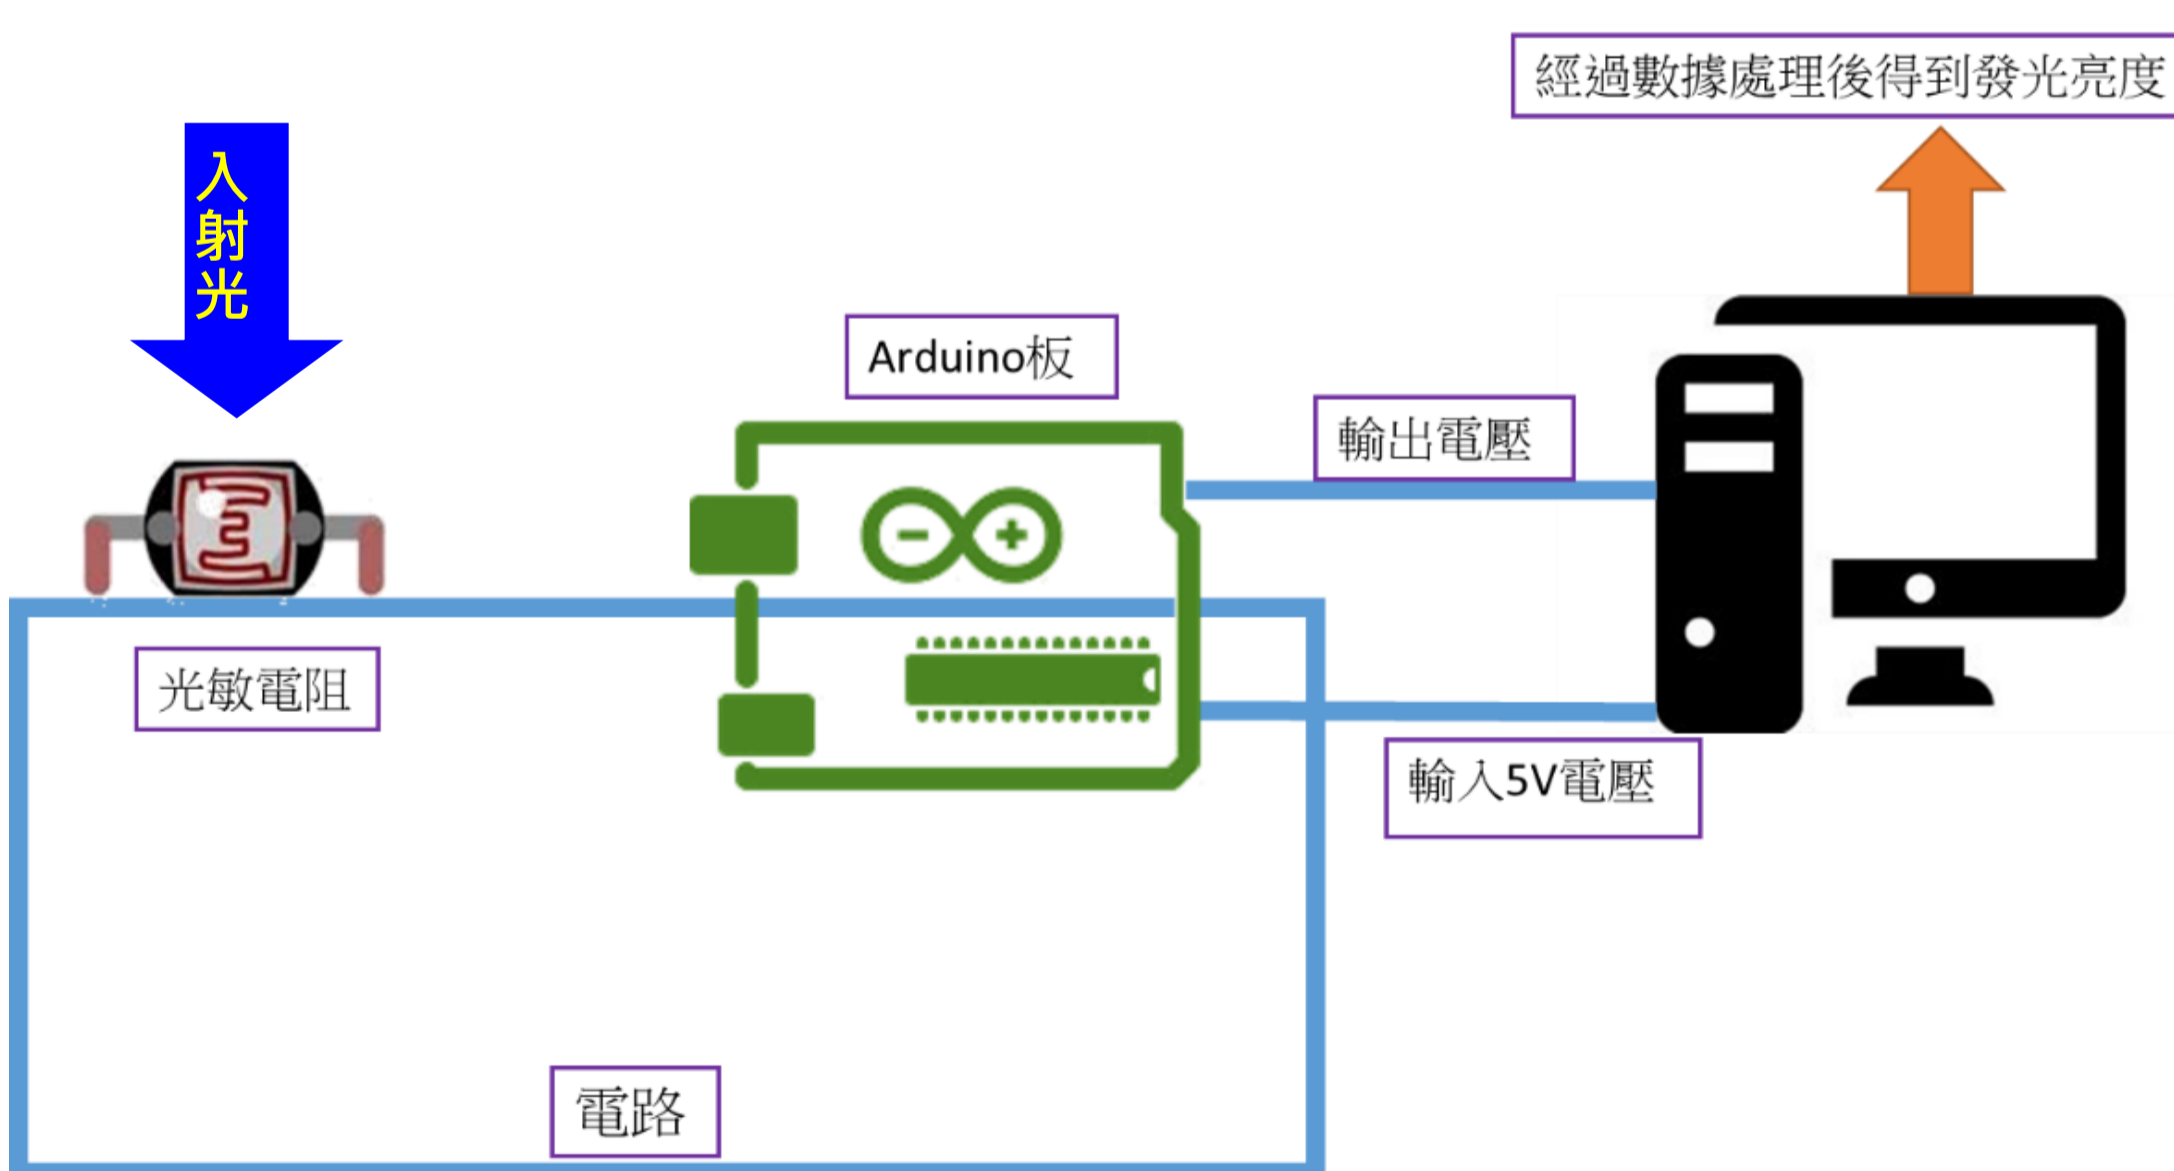 經過數據處理後得到發光亮度
入射光
Arduino板
輸出電壓
光敏電阻
輸入5V電壓
電路